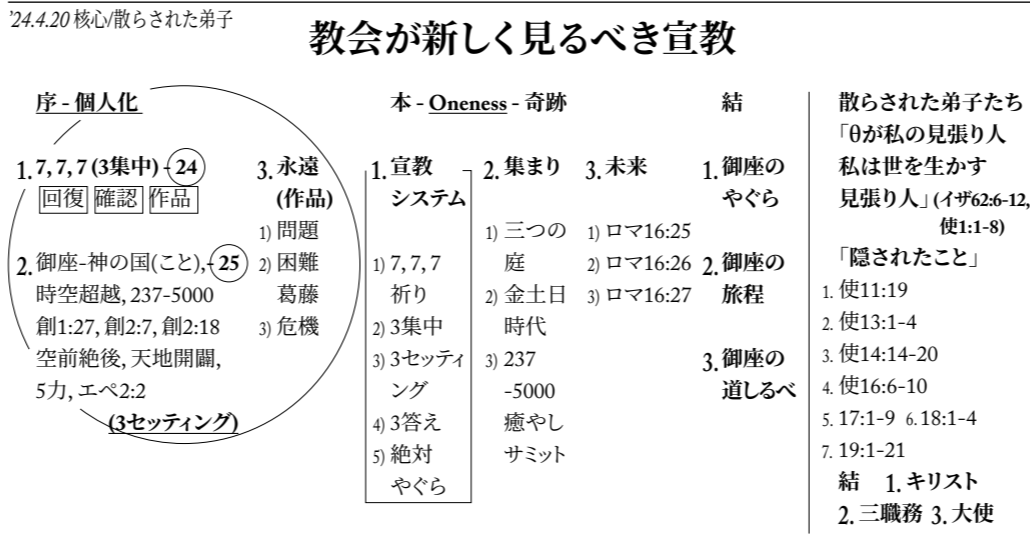 ’24.4.20 核心/散らされた弟子
教会が新しく見るべき宣教
序 - 個人化
1. 7, 7, 7 (3集中) - 24
回復 確認 作品
2. 御座-神の国(こと), - 25
時空超越, 237-5000
創1:27, 創2:7, 創2:18
空前絶後, 天地開闢,
5力, エペ2:2
(3セッティング)
3. 永遠
(作品)
1) 問題
2) 困難
葛藤
3) 危機
本 - Oneness - 奇跡
1. 宣教
システム
1) 7, 7, 7
祈り
2) 3集中
3) 3セッティ
ング
4) 3答え
5) 絶対
やぐら
2. 集まり
1) 三つの
庭
2) 金土日
時代
3) 237
-5000
癒やし
サミット
3. 未来
1) ロマ16:25
2) ロマ16:26
3) ロマ16:27
結
1. 御座の
やぐら
2. 御座の
旅程
3. 御座の
道しるべ
散らされた弟子たち
「θが私の見張り人
私は世を生かす
見張り人」(イザ62:6-12,
使1:1-8)
「隠されたこと」
1. 使11:19
2. 使13:1-4
3. 使14:14-20
4. 使16:6-10
5. 17:1-9 6. 18:1-4
7. 19:1-21
結 1. キリスト
2. 三職務 3. 大使